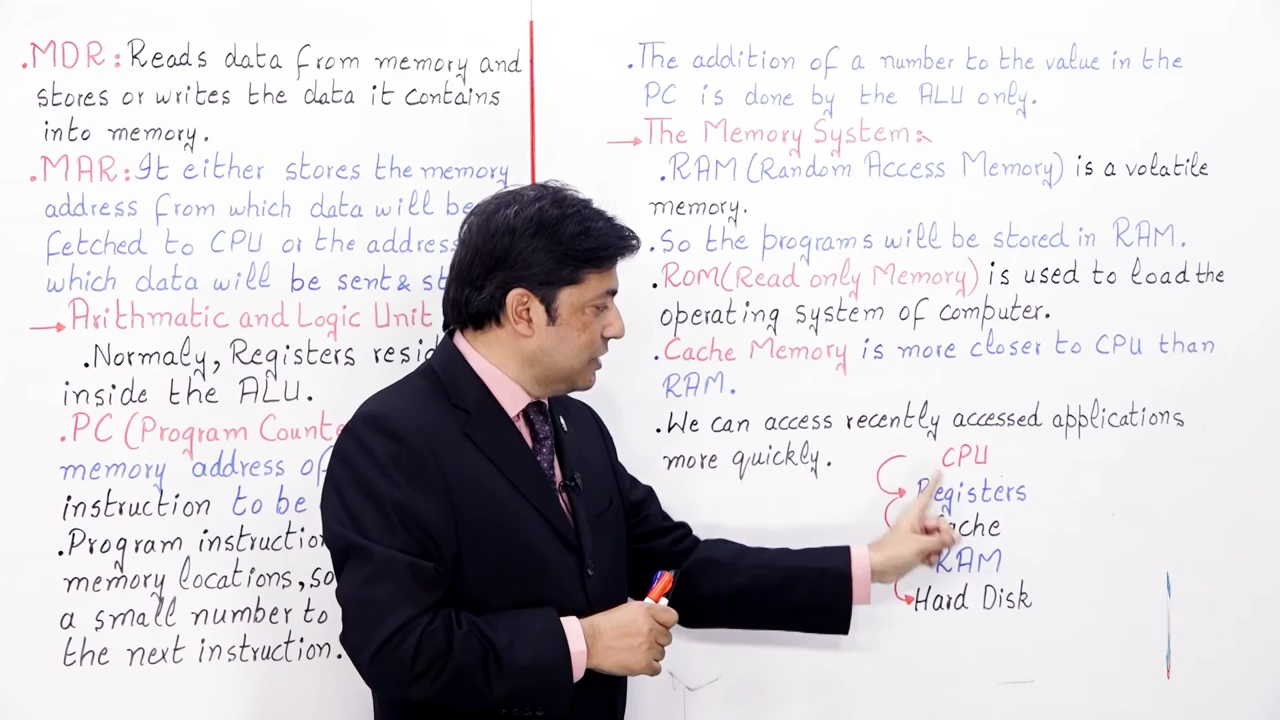 .MDR: Reads data from memory and
stores or writes the data it contains
into memory.
.MAR: It either stores the memory
address from which data will be
fetched to CPU or the address
which data will be sent &
→Arithmatic and Logic Unit
.Normaly, Registers
inside the ALU.
.PC (Program
memory address of
instruction to be
.Program
memory locations, so
a small number to
the next instruction.
.The addition of a number to the value in the
PC is done by the ALU only.
→The Memory System:
.RAM (Random Access Memory) is a volatile
memory.
.So the programs will be stored in RAM.
.ROM (Read only Memory) is used to load the
operating system of computer.
.Cache Memory is more closer to CPU than
RAM.
.We can access recently accessed applications
more quickly.
CPU
Registers
Cache
RAM
Hard Disk